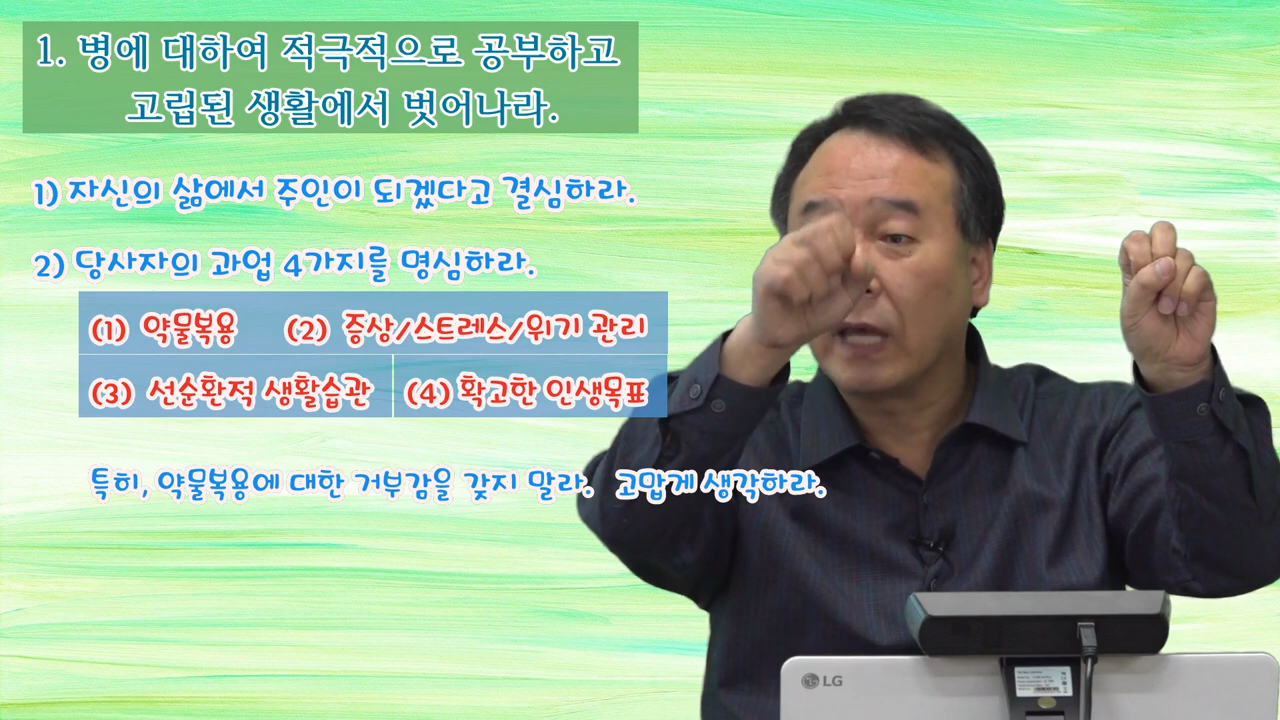 1. 병에 대하여 적극적으로 공부하고
고립된 생활에서 벗어나라.
1) 자신의 삶에서 주인이 되겠다고 결심하라.
2) 당사자의 과업 4가지를 명심하라.
(1) 약물복용 (2) 증상/스트레스/위기 관리
(3) 선순환적 생활습관 (4) 확고한 인생목표
특히, 약물복용에 대한 거부감을 갖지 말라. 고맙게 생각하라.
LG